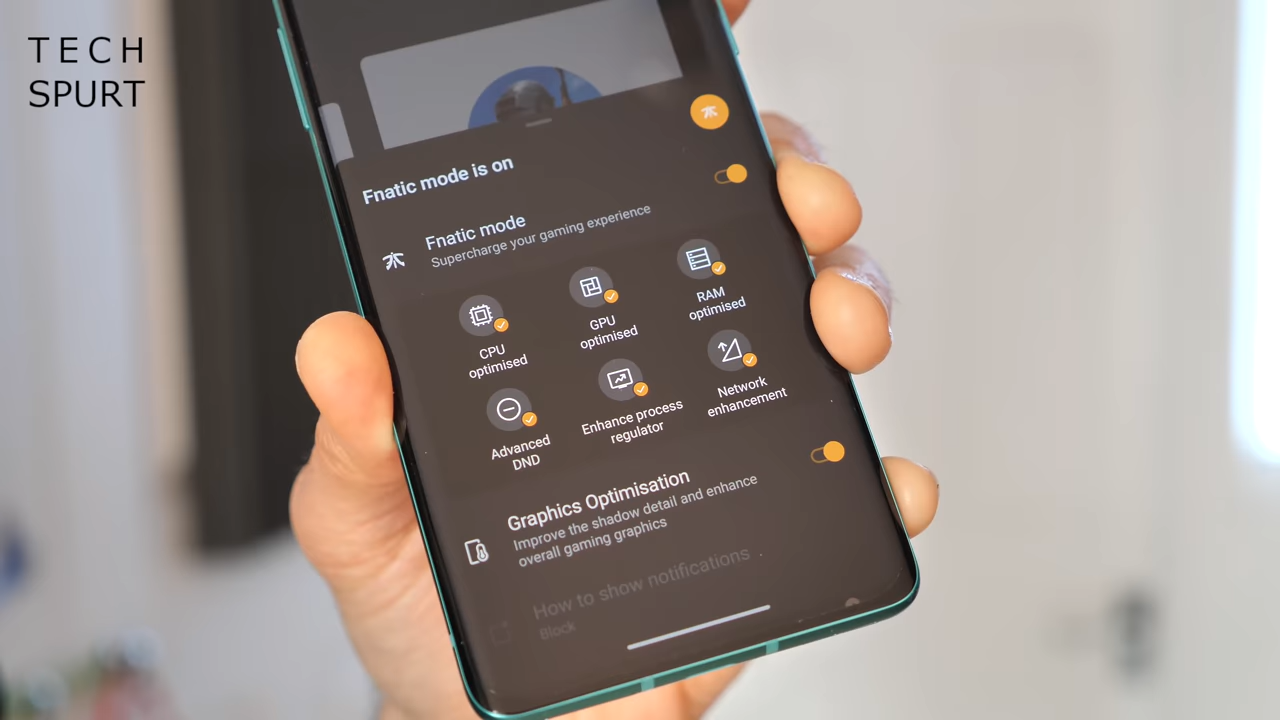 TECH
SPURT
Fnatic mode is on
Fnatic mode
Supercharge your gaming experience
CPU
optimised
GPU
optimised
RAM
optimised
Advanced
DND
Enhance process
regulator
Network
enhancement
Graphics Optimisation
Improve the shadow detail and enhance
overall gaming graphics
How to show notifications
Block